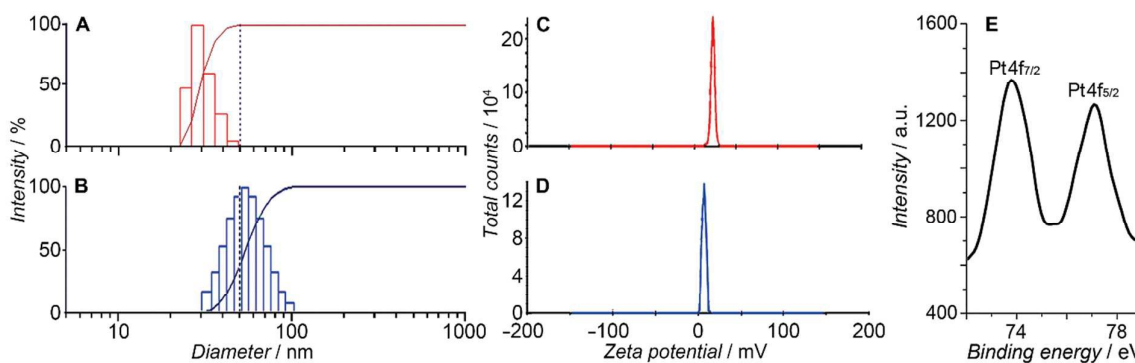 A
100
50
0
B
100
50
0
Intensity / %
10
100
1000
Diameter / nm
C
20
10
0
D
12
8
4
0
Total counts / 10⁴
−200
−100
0
100
200
Zeta potential / mV
E
1600
1200
800
400
Intensity / a.u.
Pt4f7/2
Pt4f5/2
74
78
Binding energy / eV